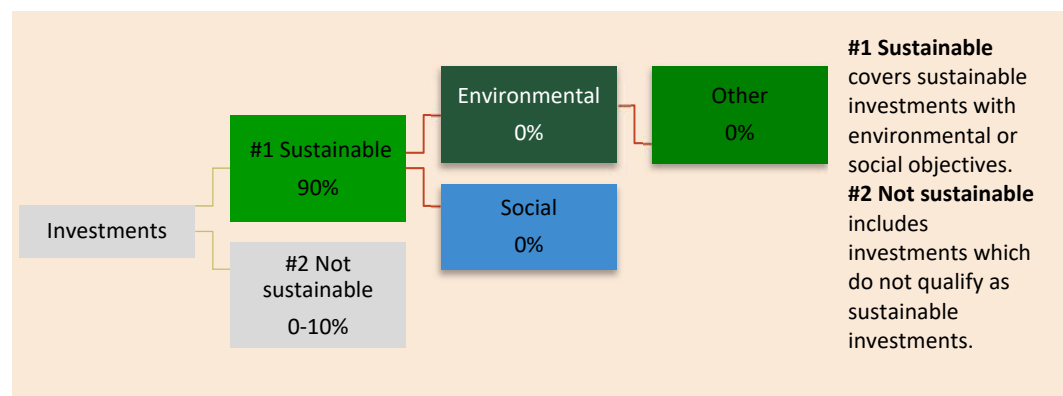 Investments
#1 Sustainable
90%
#2 Not
sustainable
0-10%
Environmental
0%
Social
0%
Other
0%
#1 Sustainable
covers sustainable
investments with
environmental or
social objectives.
#2 Not sustainable
includes
investments which
do not qualify as
sustainable
investments.